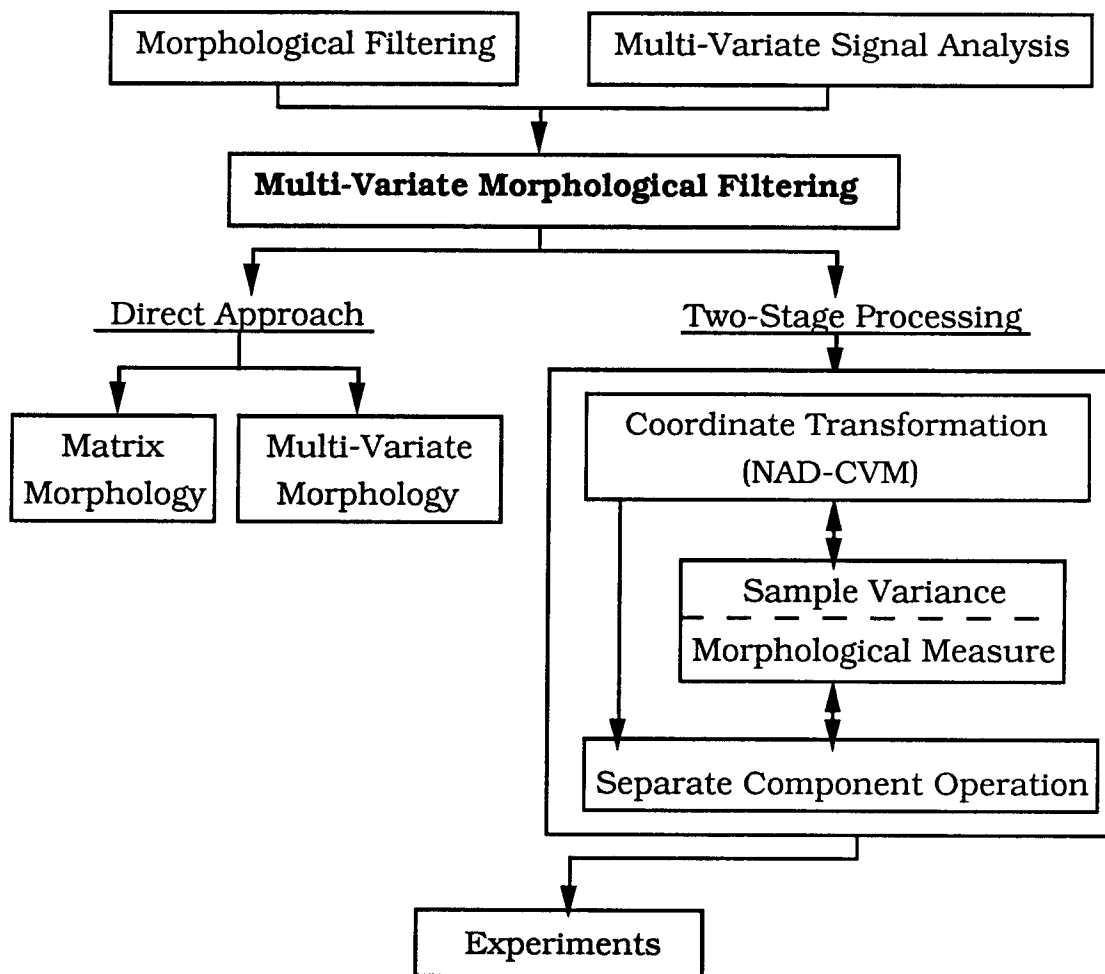 Morphological Filtering
Multi-Variate Signal Analysis
Multi-Variate Morphological Filtering
Direct Approach
Two-Stage Processing
Matrix
Morphology
Multi-Variate
Morphology
Coordinate Transformation
(NAD-CVM)
Sample Variance
Morphological Measure
Separate Component Operation
Experiments